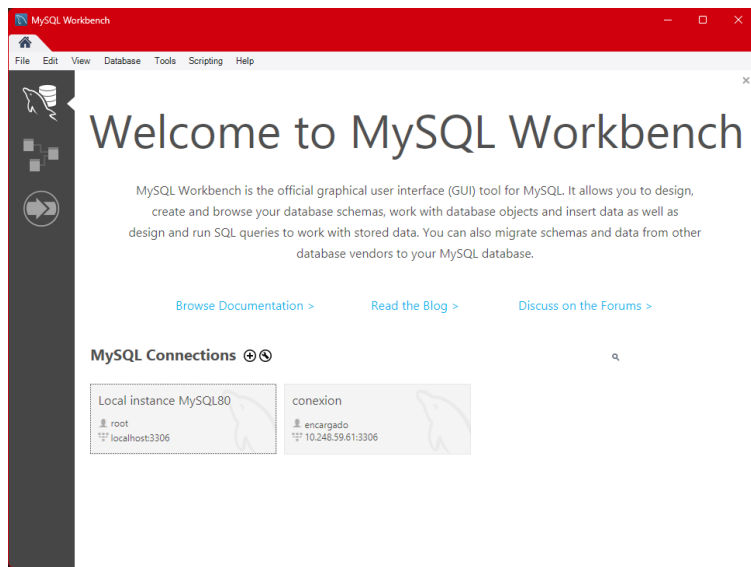 MySQL Workbench
File Edit View Database Tools Scripting Help
Welcome to MySQL Workbench
MySQL Workbench is the official graphical user interface (GUI) tool for MySQL. It allows you to design,
create and browse your database schemas, work with database objects and insert data as well as
design and run SQL queries to work with stored data. You can also migrate schemas and data from other
database vendors to your MySQL database.
Browse Documentation > Read the Blog > Discuss on the Forums >
MySQL Connections
Local instance MySQL80
root
localhost:3306
conexion
encargado
10.248.59.61:3306